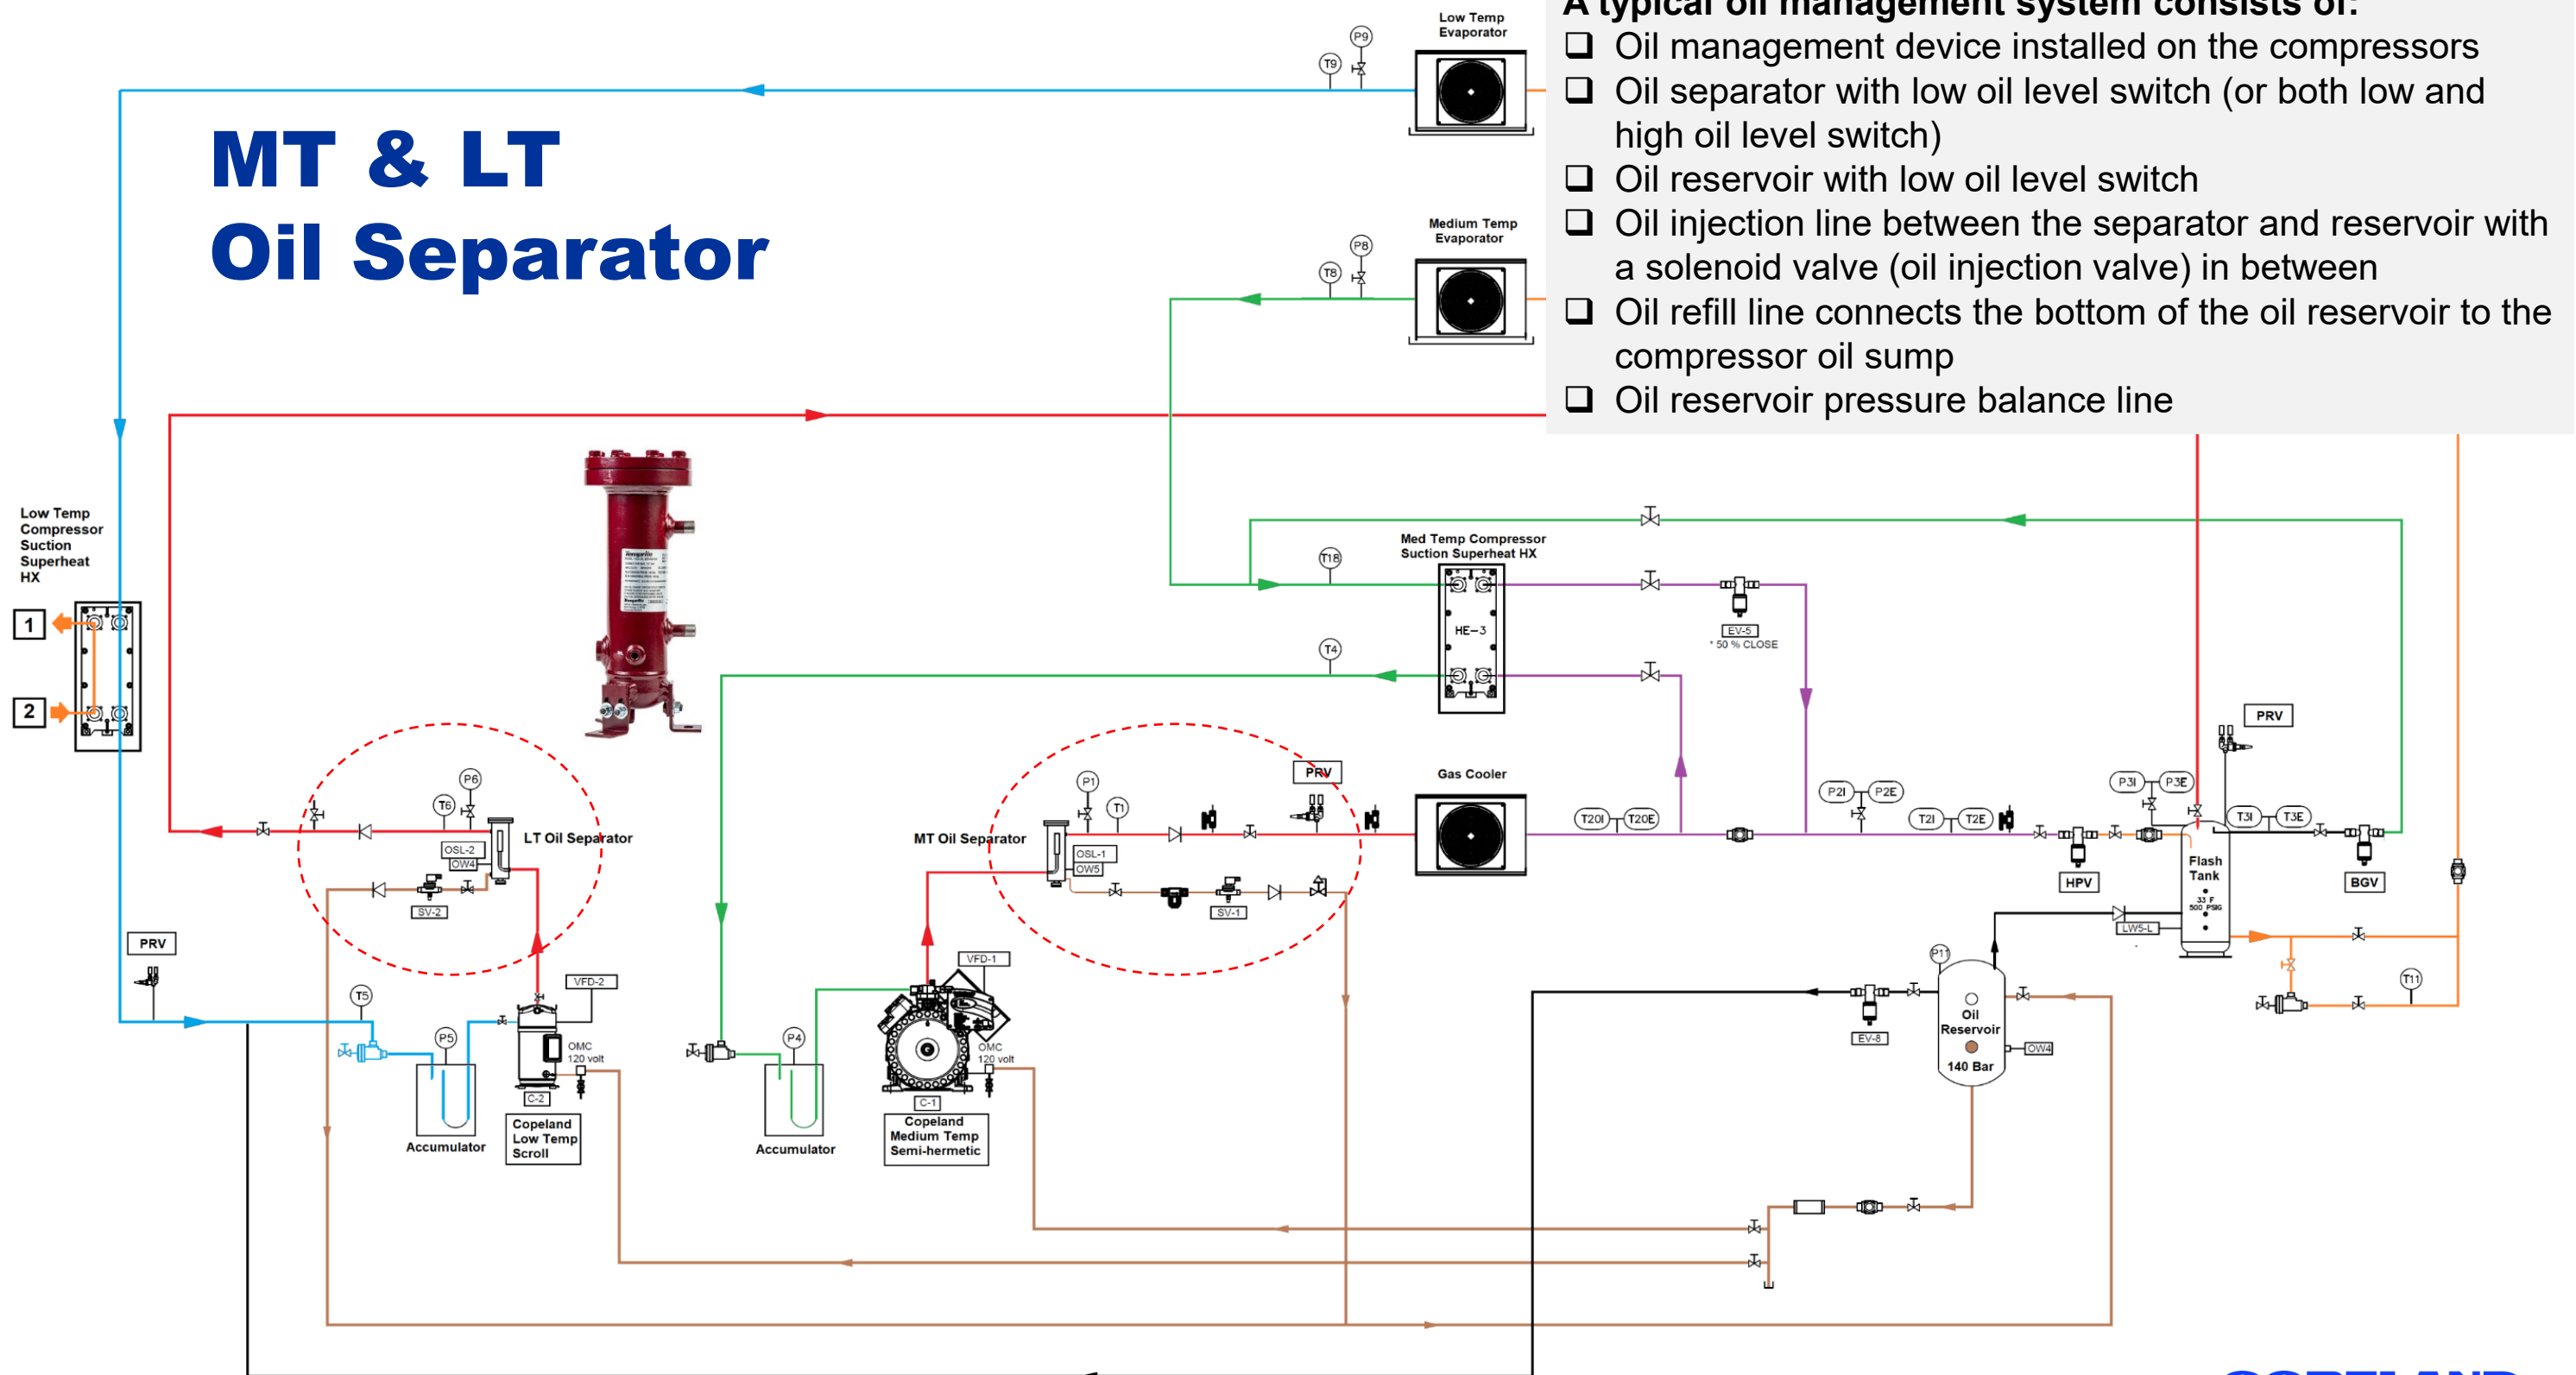 A typical oil management system consists of:
❑ Oil management device installed on the compressors
❑ Oil separator with low oil level switch (or both low and
high oil level switch)
❑ Oil reservoir with low oil level switch
❑ Oil injection line between the separator and reservoir with
a solenoid valve (oil injection valve) in between
❑ Oil refill line connects the bottom of the oil reservoir to the
compressor oil sump
❑ Oil reservoir pressure balance line
MT & LT
Oil Separator
Low Temp
Evaporator
P9
T9
Medium Temp
Evaporator
P8
T8
Low Temp
Compressor
Suction
Superheat
HX
1
2
Med Temp Compressor
Suction Superheat HX
T18
HE-3
EV-5
* 50 % CLOSE
T4
PRV
P6
T6
LT Oil Separator
OSL-2
OW4
SV-2
P1
T1
PRV
MT Oil Separator
OSL-1
OW5
SV-1
Gas Cooler
T20I
T20E
P2I
P2E
T2I
T2E
P3I
P3E
T3I
T3E
HPV
BGV
Flash
Tank
33 F
500 PSIG
LW5-L
PRV
T5
P5
VFD-2
OMC
120 volt
C-2
Accumulator
Copeland
Low Temp
Scroll
P4
VFD-1
OMC
120 volt
C-1
Accumulator
Copeland
Medium Temp
Semi-hermetic
P11
EV-8
Oil
Reservoir
OW4
140 Bar
T11
COPELAND